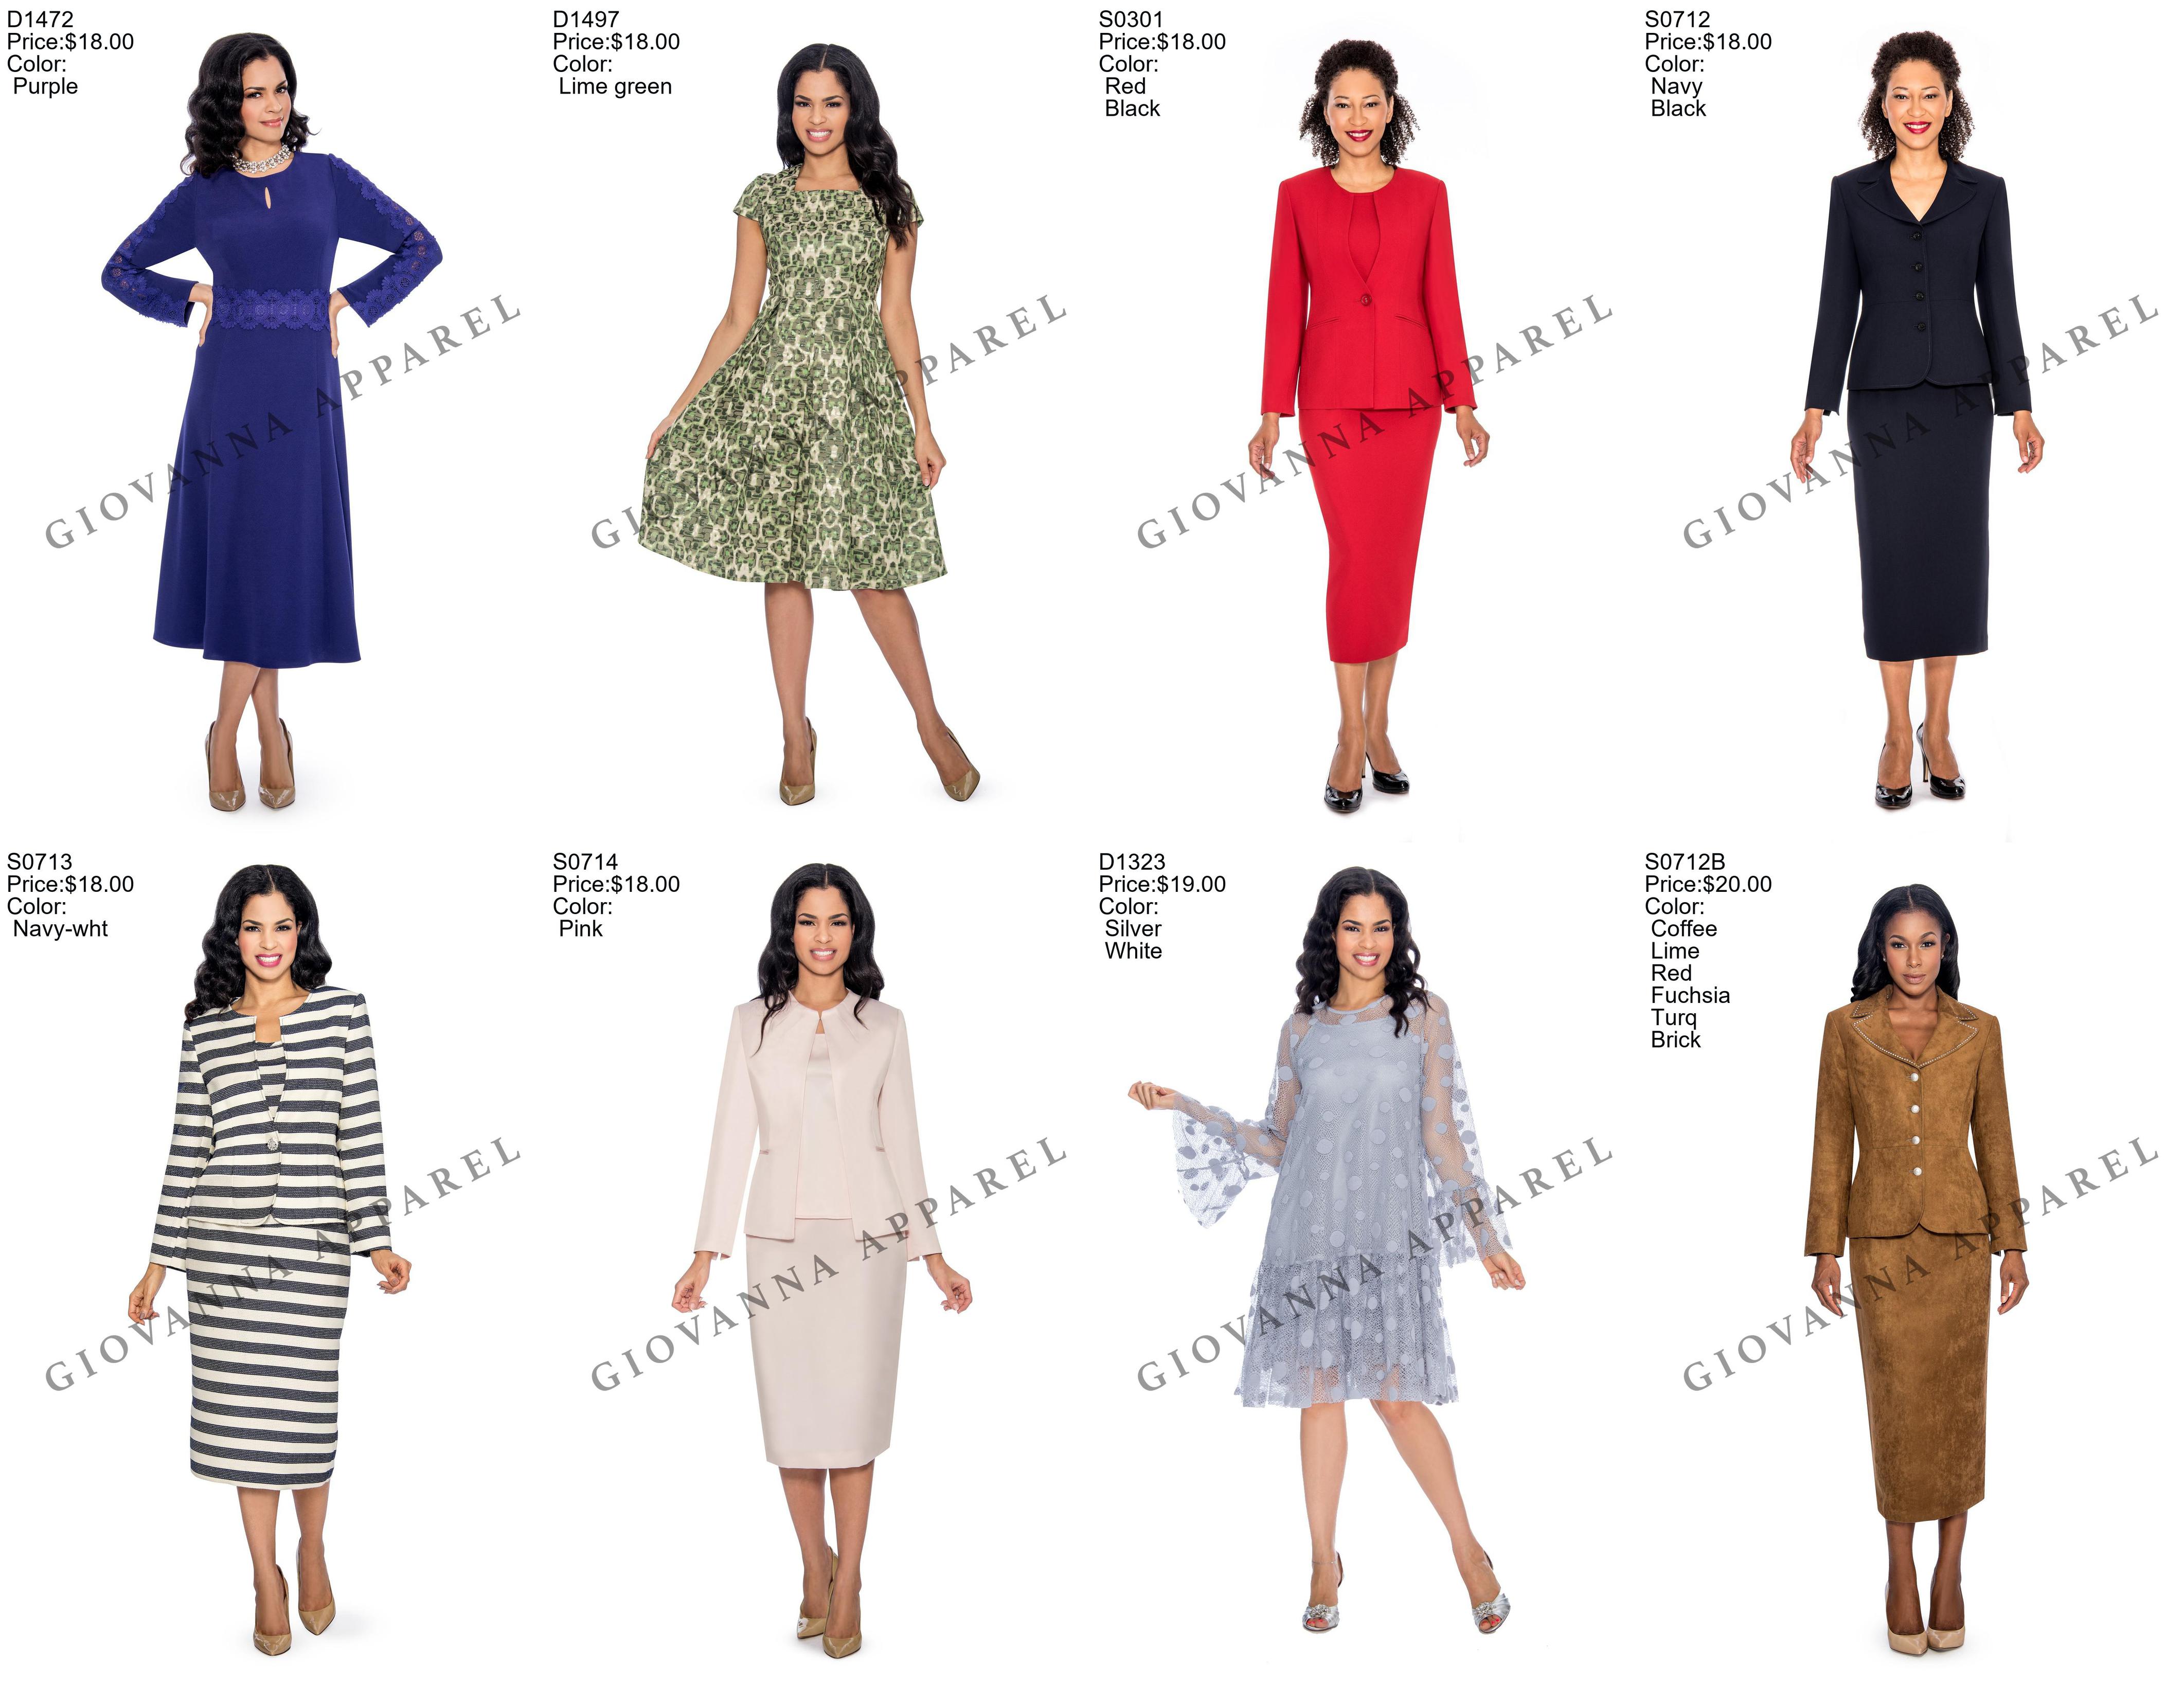 D1472
Price:$18.00
Color:
Purple
GIOVANNA APPAREL
D1497
Price:$18.00
Color:
Lime green
GIOVANNA APPAREL
S0301
Price:$18.00
Color:
Red
Black
GIOVANNA APPAREL
S0712
Price:$18.00
Color:
Navy
Black
GIOVANNA APPAREL
S0713
Price:$18.00
Color:
Navy-wht
GIOVANNA APPAREL
S0714
Price:$18.00
Color:
Pink
GIOVANNA APPAREL
D1323
Price:$19.00
Color:
Silver
White
GIOVANNA APPAREL
S0712B
Price:$20.00
Color:
Coffee
Lime
Red
Fuchsia
Turq
Brick
GIOVANNA APPAREL